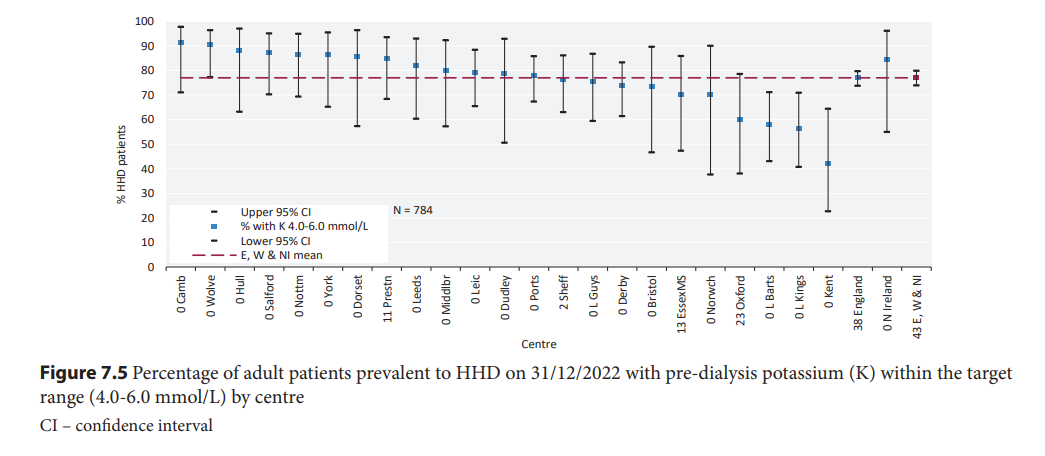 100
90
80
70
60
50
40
30
20
10
0
% HHD patients
Upper 95% CI
% with K 4.0-6.0 mmol/L
Lower 95% CI
E, W & NI mean
N = 784
0 Camb
0 Wolve
0 Hull
0 Salford
0 Nottm
0 York
0 Dorset
11 Prestn
0 Leeds
0 Middlbr
0 Leic
0 Dudley
0 Ports
2 Sheff
0 L Guys
0 Derby
0 Bristol
13 EssexMS
0 Norwch
23 Oxford
0 L Barts
0 L Kings
0 Kent
38 England
0 N Ireland
43 E, W & NI
Centre
Figure 7.5 Percentage of adult patients prevalent to HHD on 31/12/2022 with pre-dialysis potassium (K) within the target
range (4.0-6.0 mmol/L) by centre
CI – confidence interval